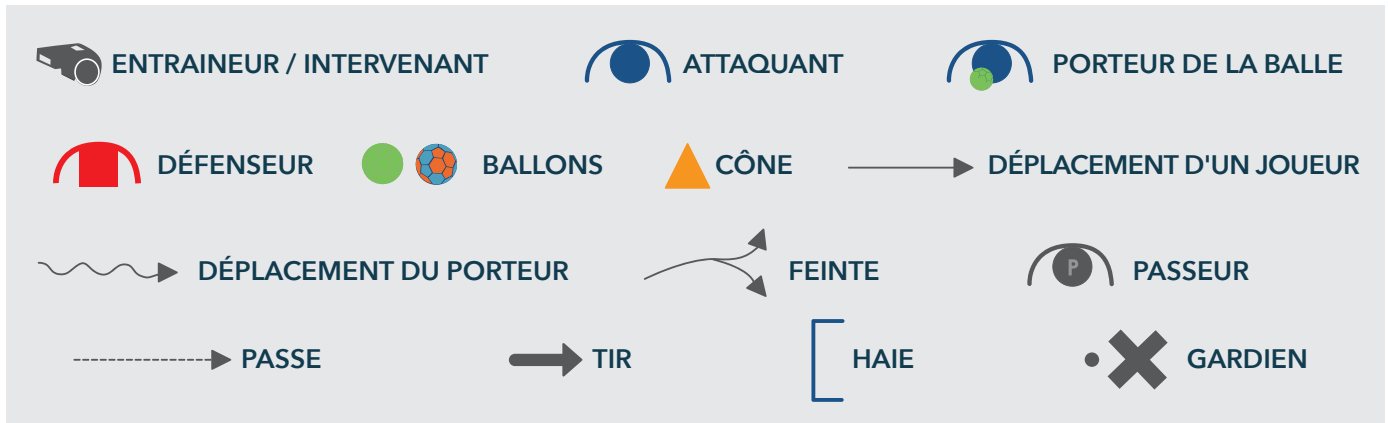 ENTRAINEUR / INTERVENANT
ATTAQUANT
PORTEUR DE LA BALLE
DÉFENSEUR
BALLONS
CÔNE
DÉPLACEMENT D'UN JOUEUR
DÉPLACEMENT DU PORTEUR
FEINTE
P
PASSEUR
PASSE
TIR
HAIE
GARDIEN